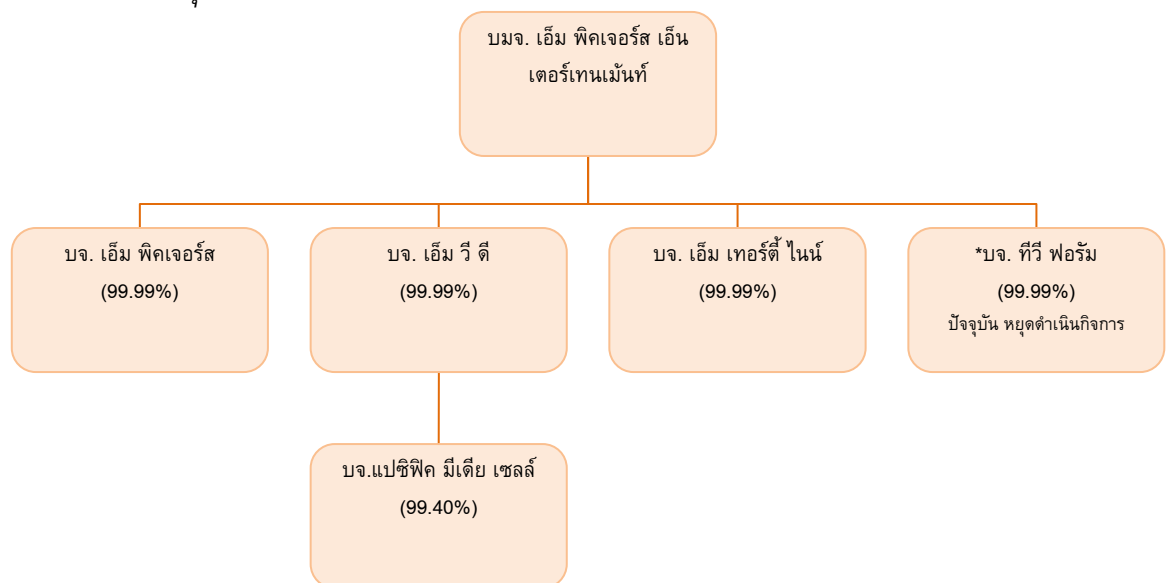 บมจ. เอ็ม พิคเจอร์ส เอ็น
เตอร์เทนเม้นท์
บจ. เอ็ม พิคเจอร์ส
(99.99%)
บจ. เอ็ม วี ดี
(99.99%)
บจ. เอ็ม เทอร์ตี้ ไนน์
(99.99%)
*บจ. ทีวี ฟอรัม
(99.99%)
ปัจจุบัน หยุดดำเนินกิจการ
บจ.แปซิฟิค มีเดีย เซลล์
(99.40%)